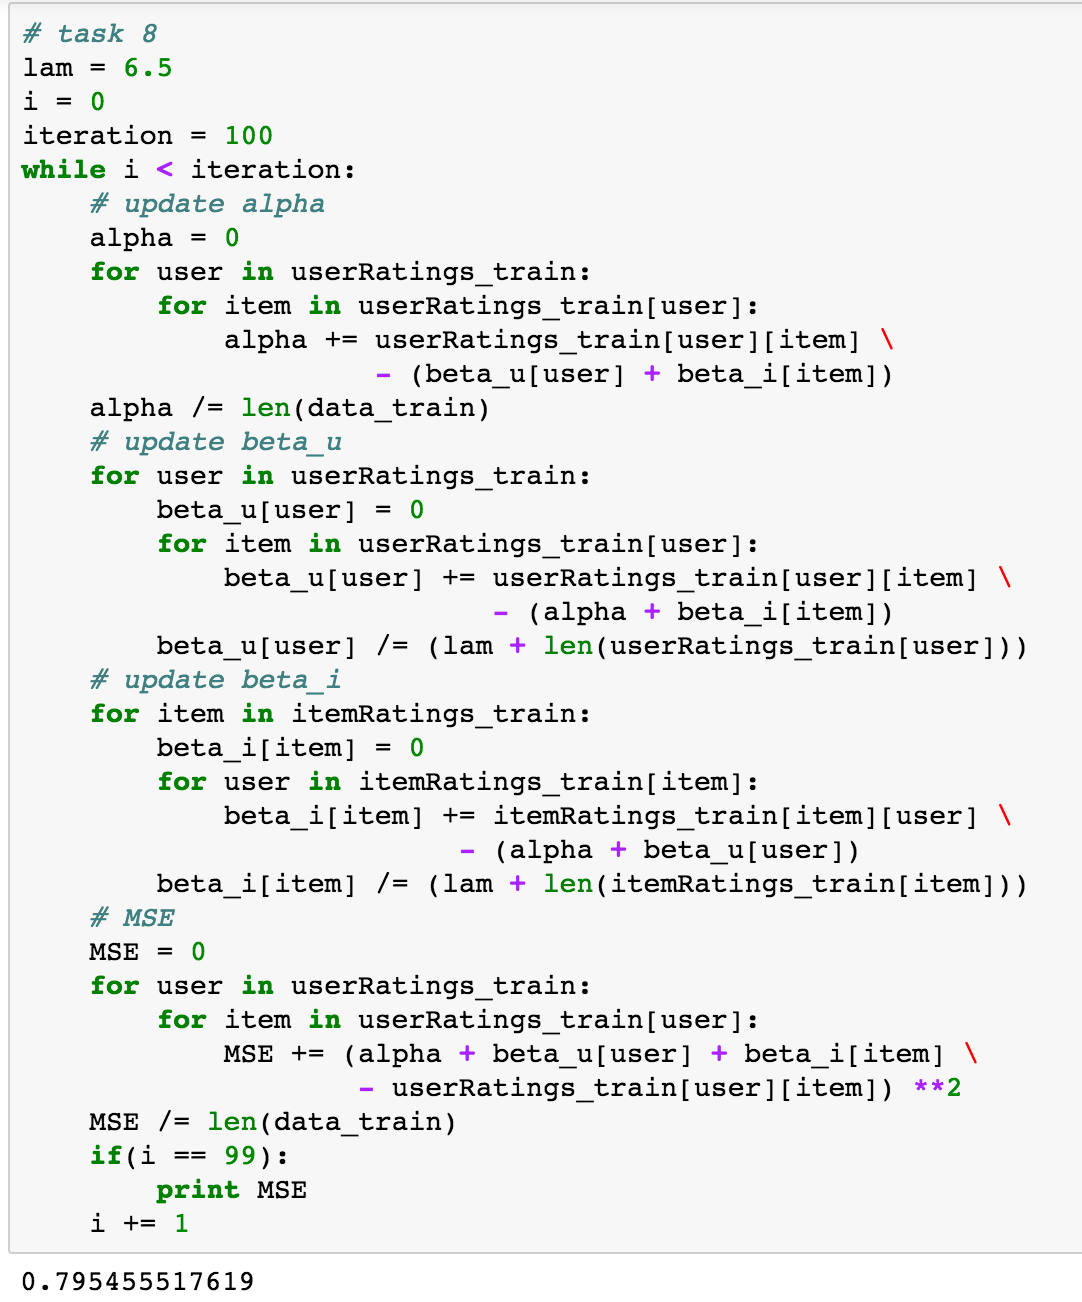 # task 8
lam = 6.5
i = 0
iteration = 100
while i < iteration:
    # update alpha
    alpha = 0
    for user in userRatings_train:
        for item in userRatings_train[user]:
            alpha += userRatings_train[user][item] \
                     - (beta_u[user] + beta_i[item])
    alpha /= len(data_train)
    # update beta_u
    for user in userRatings_train:
        beta_u[user] = 0
        for item in userRatings_train[user]:
            beta_u[user] += userRatings_train[user][item] \
                            - (alpha + beta_i[item])
        beta_u[user] /= (lam + len(userRatings_train[user]))
    # update beta_i
    for item in itemRatings_train:
        beta_i[item] = 0
        for user in itemRatings_train[item]:
            beta_i[item] += itemRatings_train[item][user] \
                          - (alpha + beta_u[user])
        beta_i[item] /= (lam + len(itemRatings_train[item]))
    # MSE
    MSE = 0
    for user in userRatings_train:
        for item in userRatings_train[user]:
            MSE += (alpha + beta_u[user] + beta_i[item] \
                    - userRatings_train[user][item]) **2
    MSE /= len(data_train)
    if(i == 99):
        print MSE
    i += 1
0.795455517619